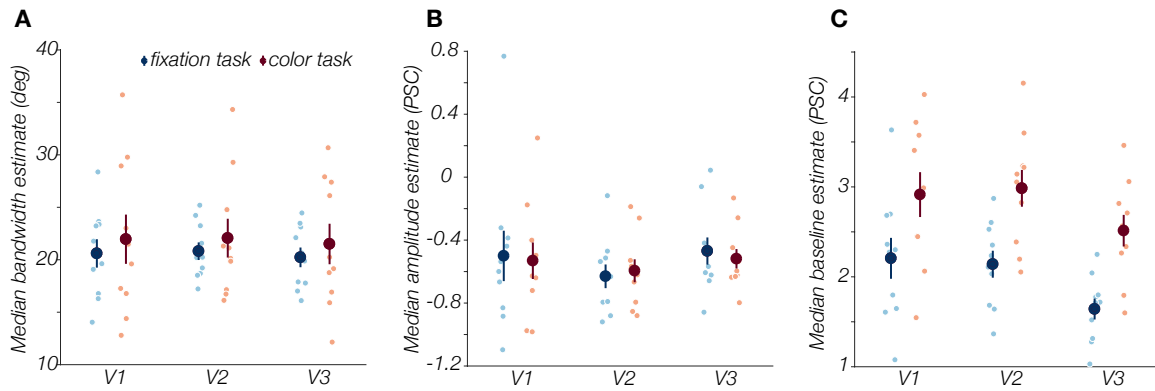 A
Median bandwidth estimate (deg)
40
30
20
10
fixation task color task
V1 V2 V3
B
Median amplitude estimate (PSC)
0.8
0.4
0
-0.4
-0.8
-1.2
V1 V2 V3
C
Median baseline estimate (PSC)
4
3
2
1
V1 V2 V3